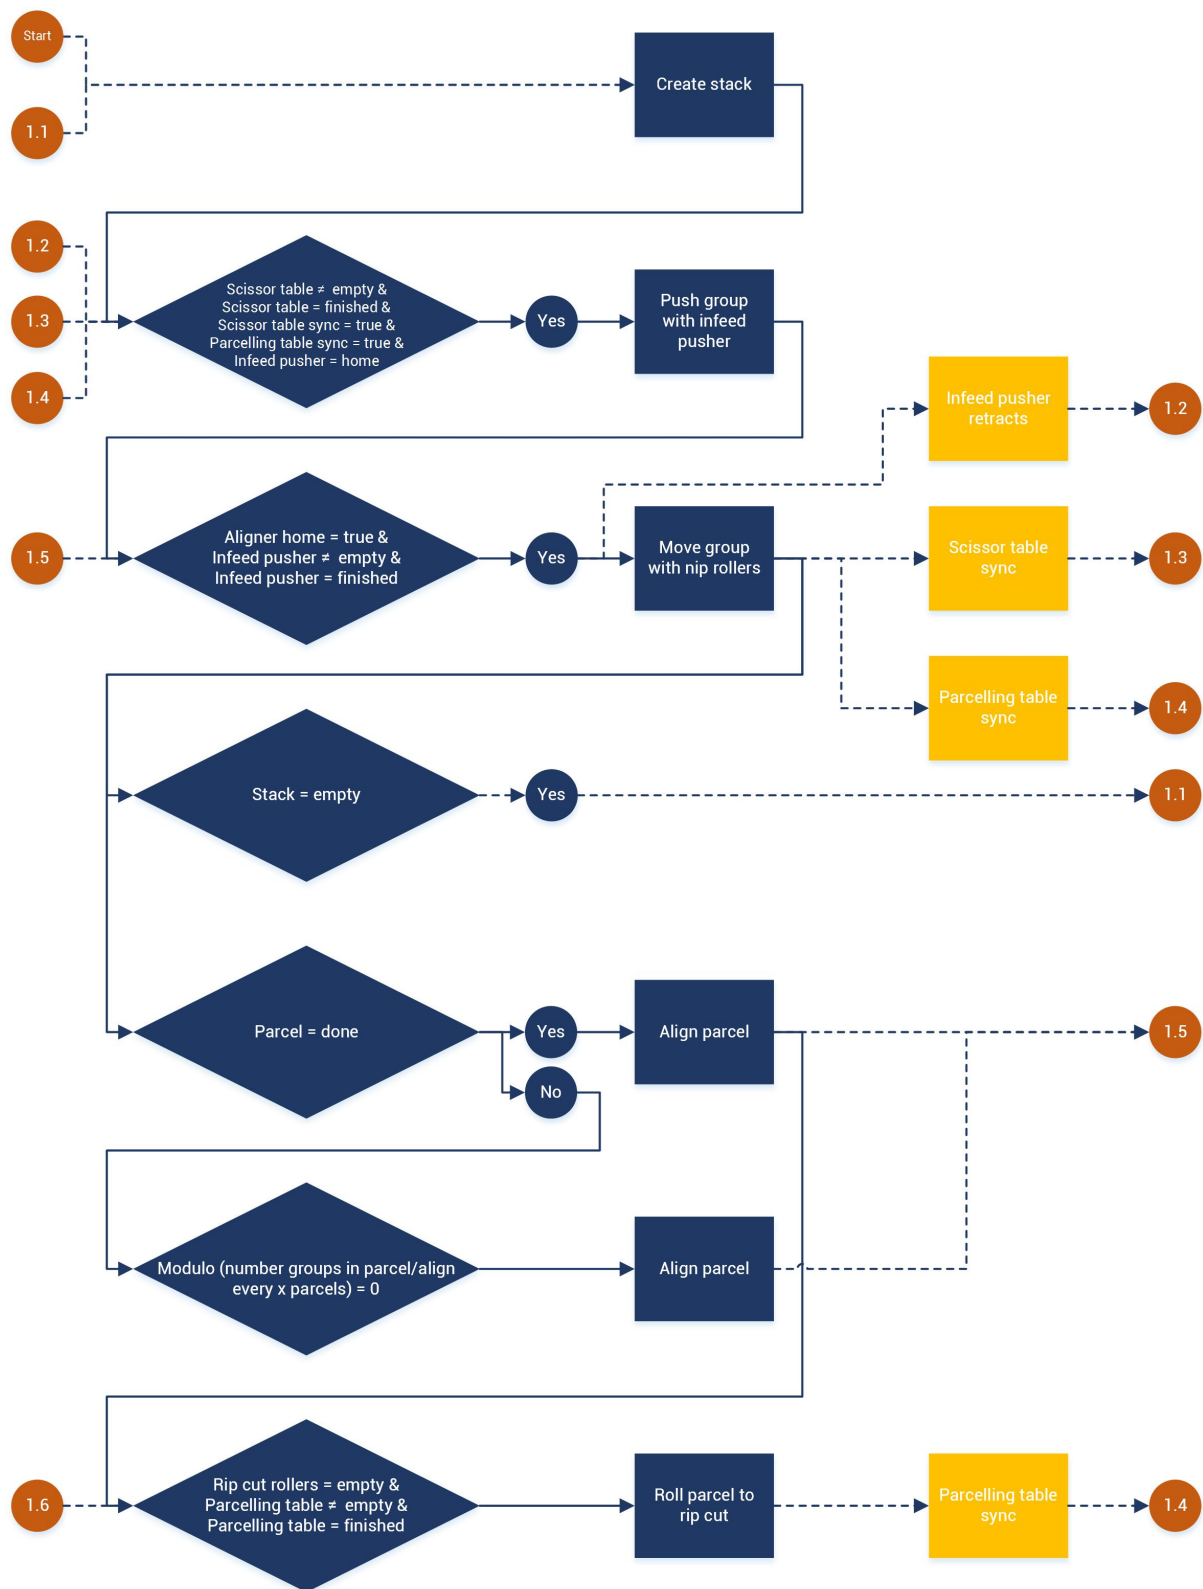 Start
Create stack
1.1
1.2
Scissor table ≠ empty &
Scissor table = finished &
Scissor table sync = true &
Parcelling table sync = true &
Infeed pusher = home
1.3
Yes
Push group
with infeed
pusher
1.4
Infeed pusher
retracts
1.2
1.5
Aligner home = true &
Infeed pusher ≠ empty &
Infeed pusher = finished
Yes
Move group
with nip rollers
Scissor table
sync
1.3
Parcelling table
sync
1.4
Stack = empty
Yes
1.1
Parcel = done
Yes
No
Align parcel
1.5
Modulo (number groups in parcel/align
every x parcels) = 0
Align parcel
1.6
Rip cut rollers = empty &
Parcelling table ≠ empty &
Parcelling table = finished
Roll parcel to
rip cut
Parcelling table
sync
1.4